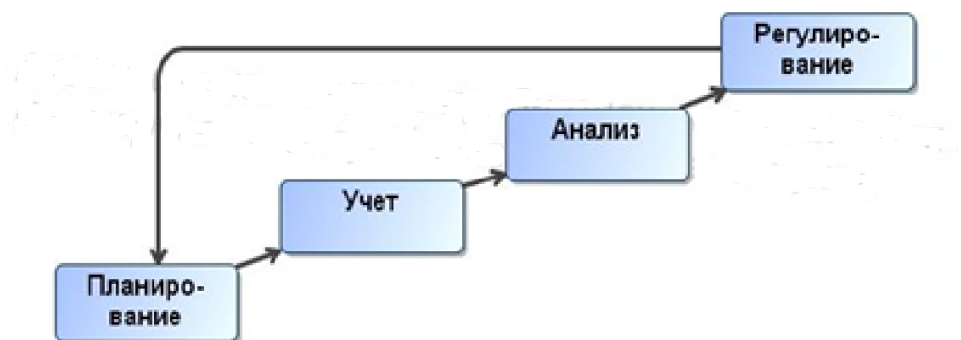 Регулиро-
вание
Анализ
Учет
Планиро-
вание